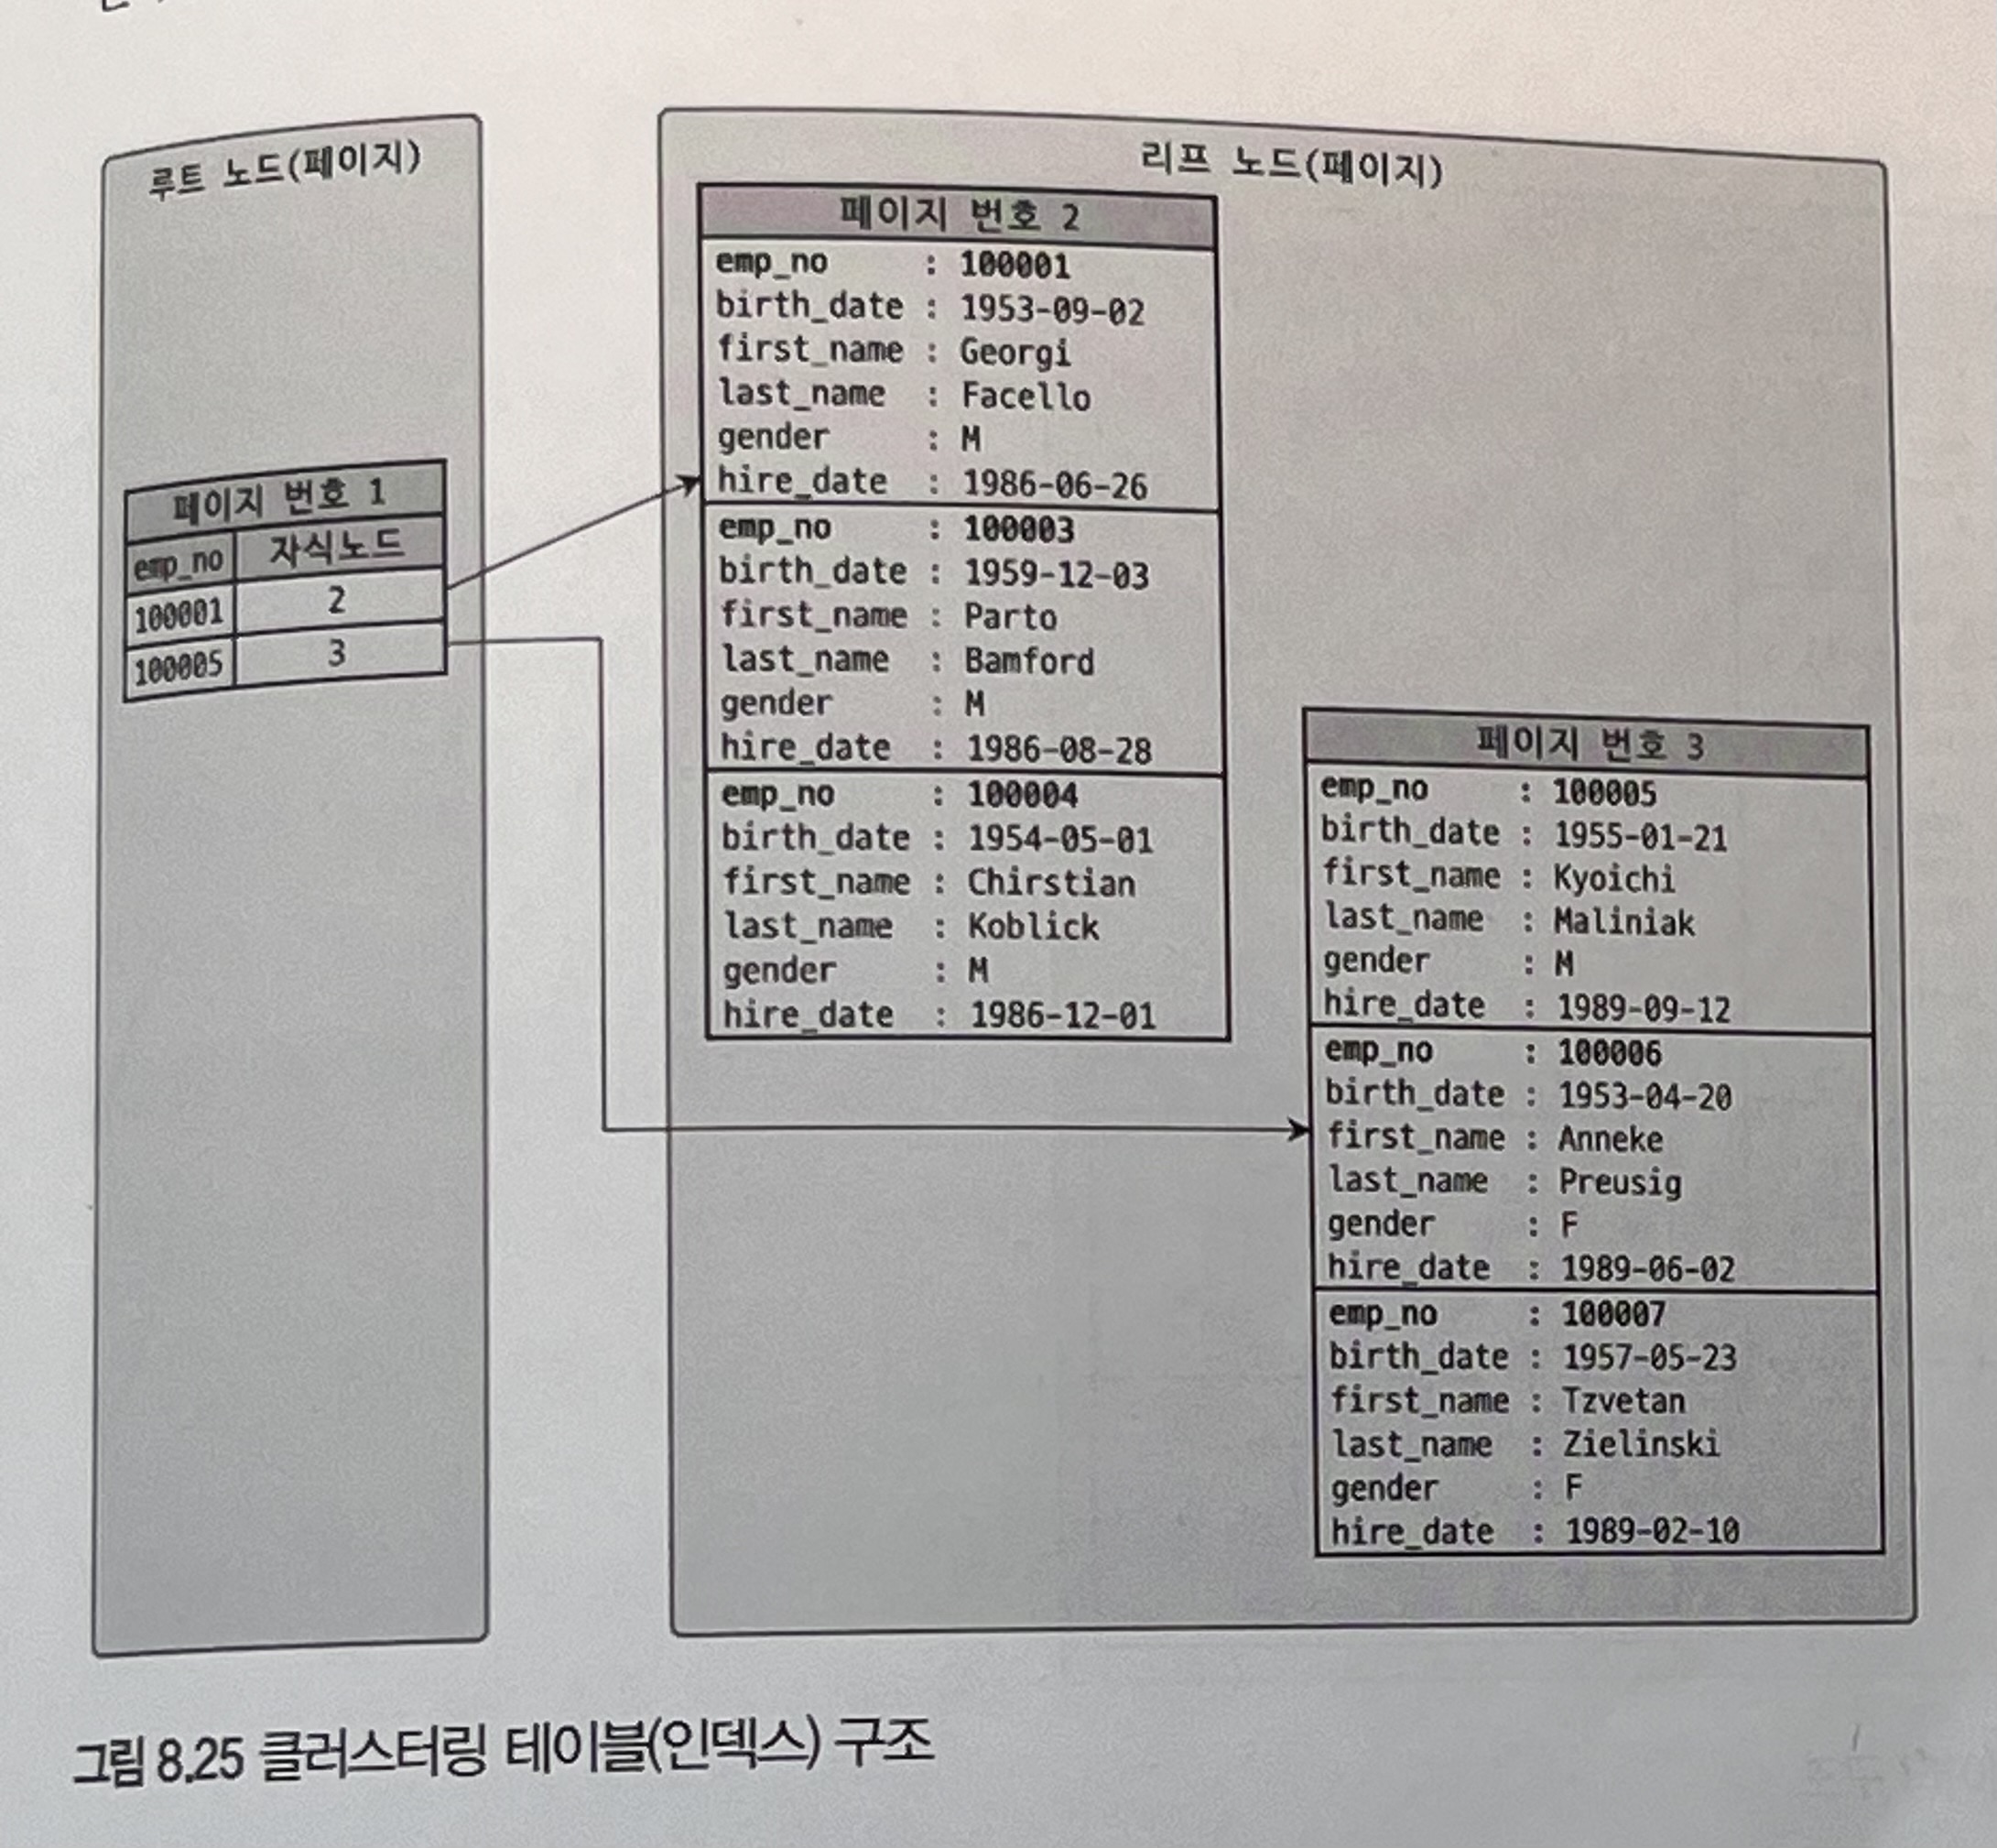 루트 노드(페이지)
페이지 번호 1
emp_no 자식노드
100001 2
100005 3
리프 노드(페이지)
페이지 번호 2
emp_no : 100001
birth_date : 1953-09-02
first_name : Georgi
last_name : Facello
gender : M
hire_date : 1986-06-26
emp_no : 100003
birth_date : 1959-12-03
first_name : Parto
last_name : Bamford
gender : M
hire_date : 1986-08-28
emp_no : 100004
birth_date : 1954-05-01
first_name : Chirstian
last_name : Koblick
gender : M
hire_date : 1986-12-01
페이지 번호 3
emp_no : 100005
birth_date : 1955-01-21
first_name : Kyoichi
last_name : Maliniak
gender : M
hire_date : 1989-09-12
emp_no : 100006
birth_date : 1953-04-20
first_name : Anneke
last_name : Preusig
gender : F
hire_date : 1989-06-02
emp_no : 100007
birth_date : 1957-05-23
first_name : Tzvetan
last_name : Zielinski
gender : F
hire_date : 1989-02-10
그림 8.25 클러스터링 테이블(인덱스) 구조